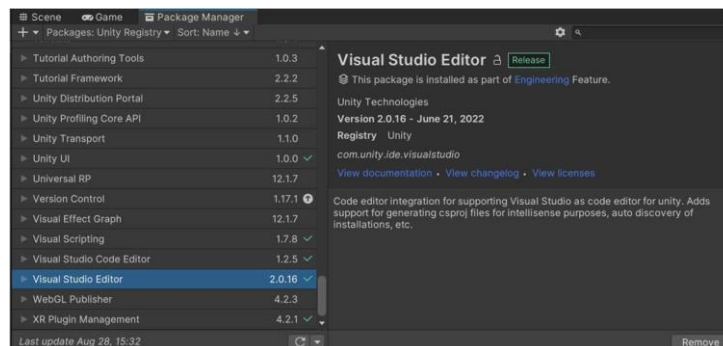 Scene Game Package Manager
Packages: Unity Registry Sort: Name
Tutorial Authoring Tools 1.0.3
Tutorial Framework 2.2.2
Unity Distribution Portal 2.2.5
Unity Profiling Core API 1.0.2
Unity Transport 1.1.0
Unity UI 1.0.0
Universal RP 12.1.7
Version Control 1.17.1
Visual Effect Graph 12.1.7
Visual Scripting 1.7.8
Visual Studio Code Editor 1.2.5
Visual Studio Editor 2.0.16
WebGL Publisher 4.2.3
XR Plugin Management 4.2.1
Last update Aug 28, 15:32
Visual Studio Editor Release
This package is installed as part of Engineering Feature.
Unity Technologies
Version 2.0.16 - June 21, 2022
Registry Unity
com.unity.ide.visualstudio
View documentation • View changelog • View licenses
Code editor integration for supporting Visual Studio as code editor for unity. Adds
support for generating csproj files for intellisense purposes, auto discovery of
installations, etc.
Remove